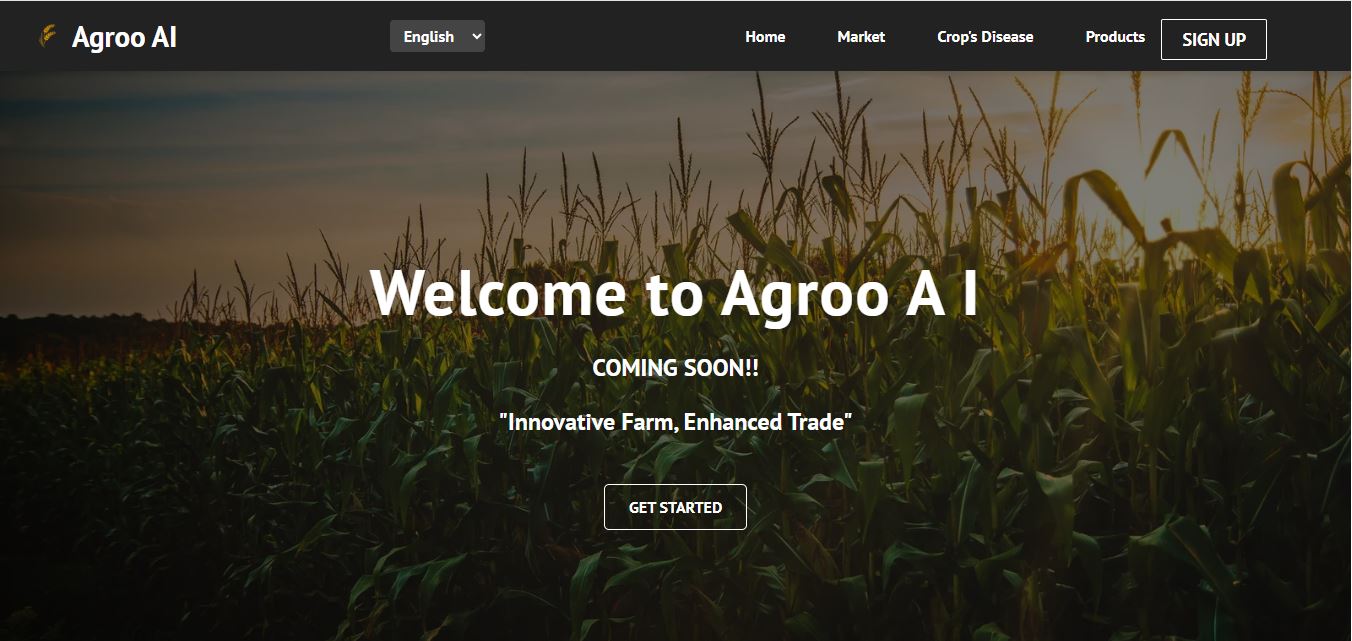 Agroo AI
English
Home
Market
Crop's Disease
Products
SIGN UP
Welcome to Agroo A I
COMING SOON!!
"Innovative Farm, Enhanced Trade"
GET STARTED